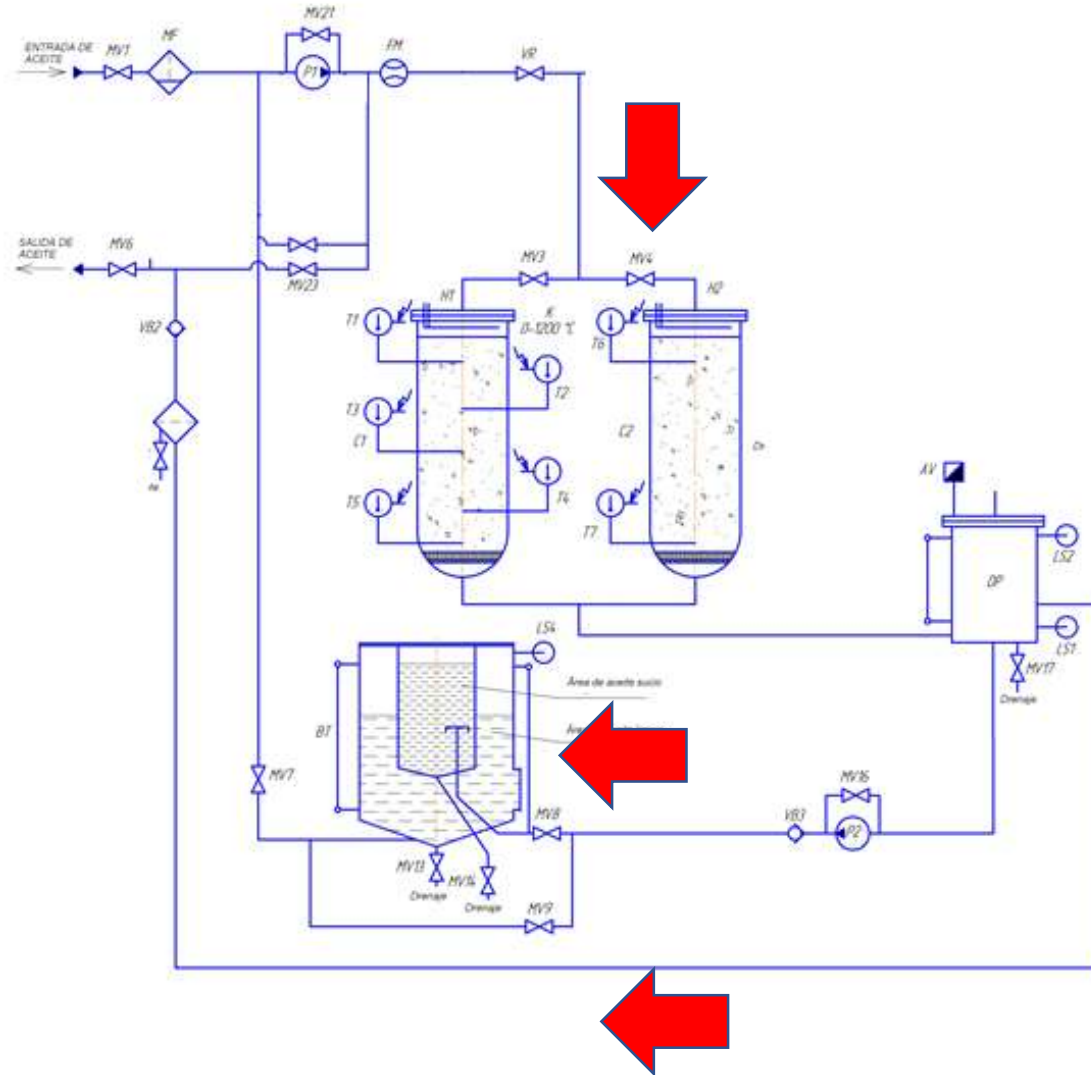 MV21
MF
ENTRADA DE
ACEITE
MV1
P1
FM
VR
SALIDA DE
ACEITE
MV6
MV23
MV3
MV4
H1
H2
K
0-1200 °C
T1
T6
VB2
T2
T3
C1
C2
T5
T4
T7
AV
LS2
DP
LS1
MV17
Drenaje
LS4
Área de aceite sucio
BT
MV7
MV8
MV16
VB3
P2
MV13
MV14
Drenaje
Drenaje
MV9